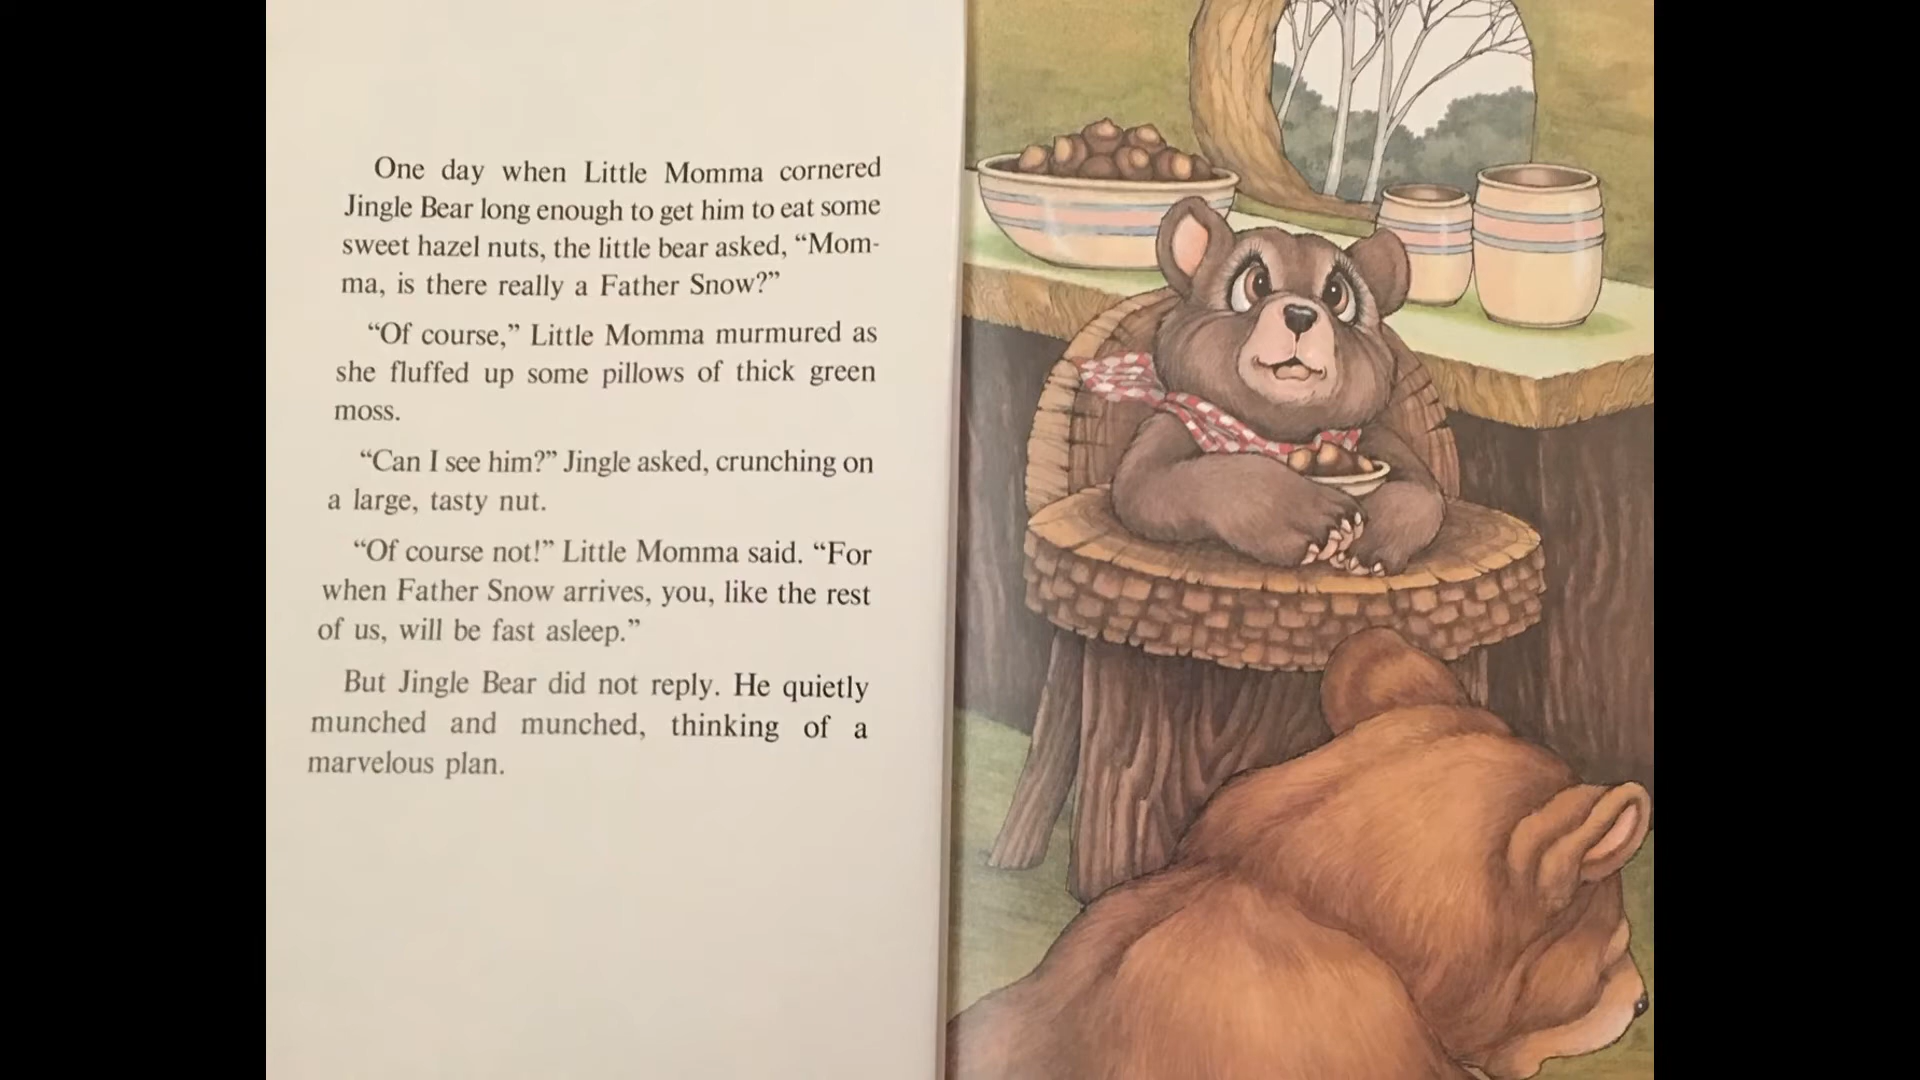 One day when Little Momma cornered
Jingle Bear long enough to get him to eat some
sweet hazel nuts, the little bear asked, “Mom-
ma, is there really a Father Snow?”
“Of course,” Little Momma murmured as
she fluffed up some pillows of thick green
moss.
“Can I see him?” Jingle asked, crunching on
a large, tasty nut.
“Of course not!” Little Momma said. “For
when Father Snow arrives, you, like the rest
of us, will be fast asleep.”
But Jingle Bear did not reply. He quietly
munched and munched, thinking of a
marvelous plan.